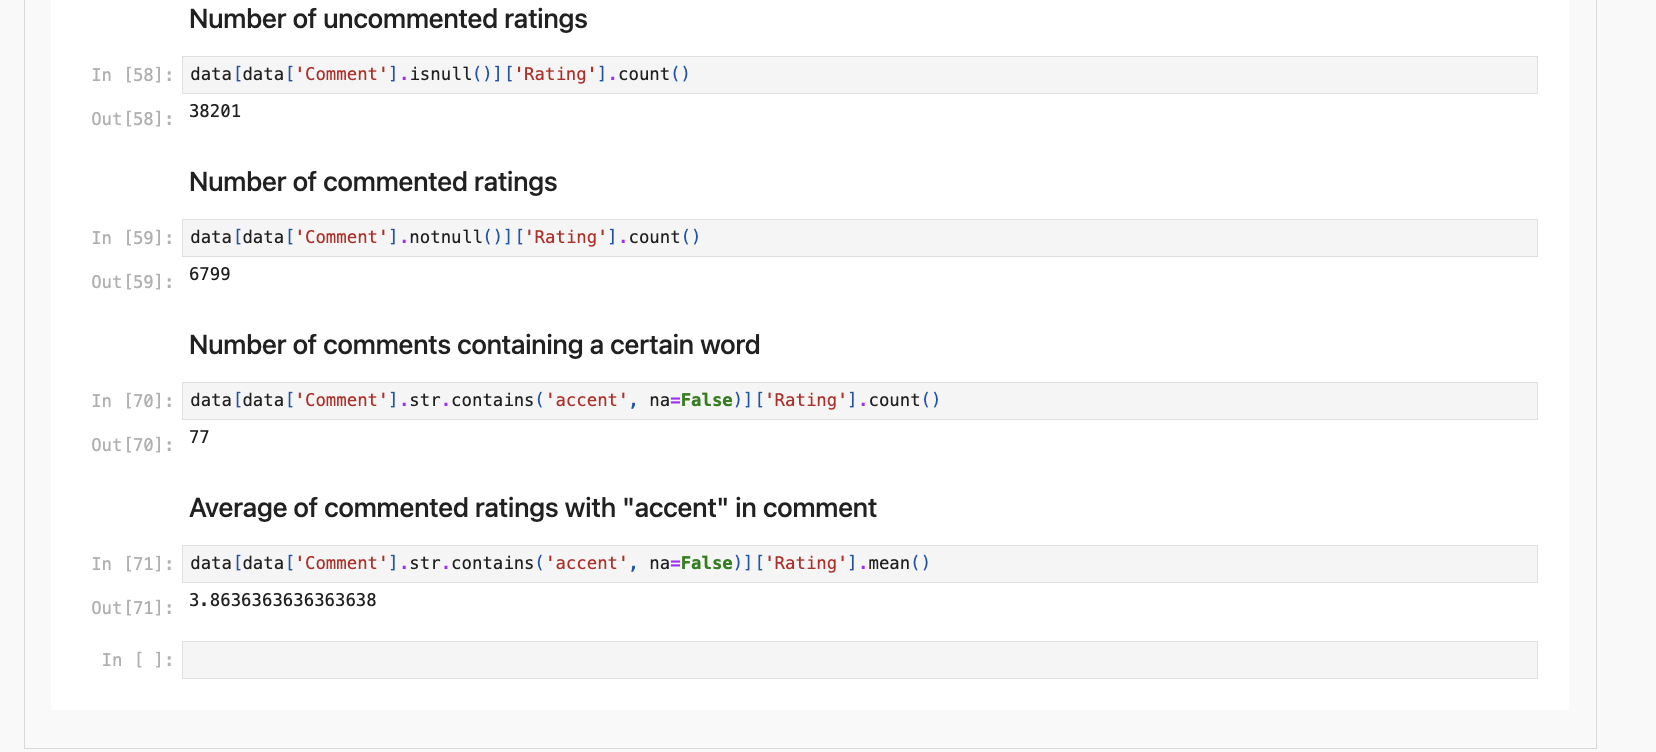 Number of uncommented ratings
In [58]: data[data['Comment'].isnull()]['Rating'].count()
Out[58]: 38201
Number of commented ratings
In [59]: data[data['Comment'].notnull()]['Rating'].count()
Out[59]: 6799
Number of comments containing a certain word
In [70]: data[data['Comment'].str.contains('accent', na=False)]['Rating'].count()
Out[70]: 77
Average of commented ratings with "accent" in comment
In [71]: data[data['Comment'].str.contains('accent', na=False)]['Rating'].mean()
Out[71]: 3.8636363636363638
In [ ]: